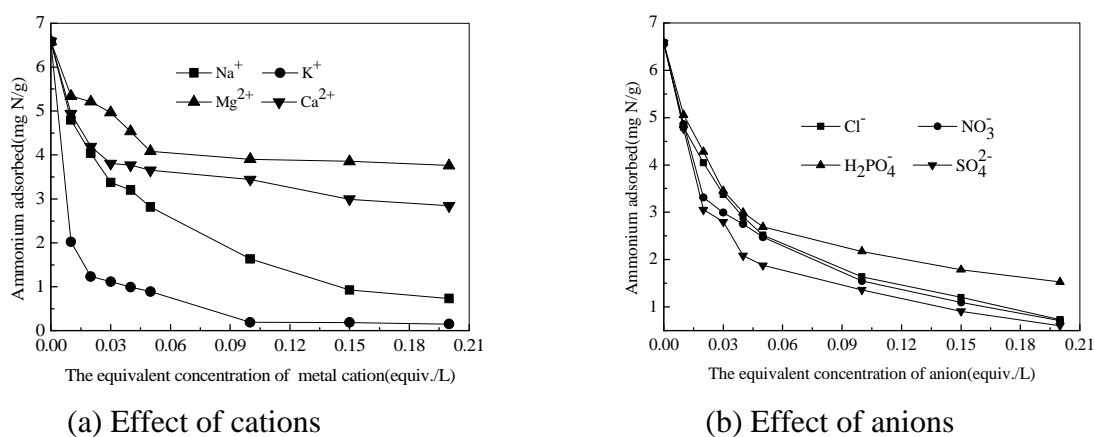 7
6
5
4
3
2
1
0
Ammonium adsorbed(mg N/g)
Na⁺ K⁺
Mg²⁺ Ca²⁺
0.00 0.03 0.06 0.09 0.12 0.15 0.18 0.21
The equivalent concentration of metal cation(equiv./L)
(a) Effect of cations
7
6
5
4
3
2
1
Ammonium adsorbed(mg N/g)
Cl⁻ NO₃⁻
H₂PO₄⁻ SO₄²⁻
0.00 0.03 0.06 0.09 0.12 0.15 0.18 0.21
The equivalent concentration of anion(equiv./L)
(b) Effect of anions